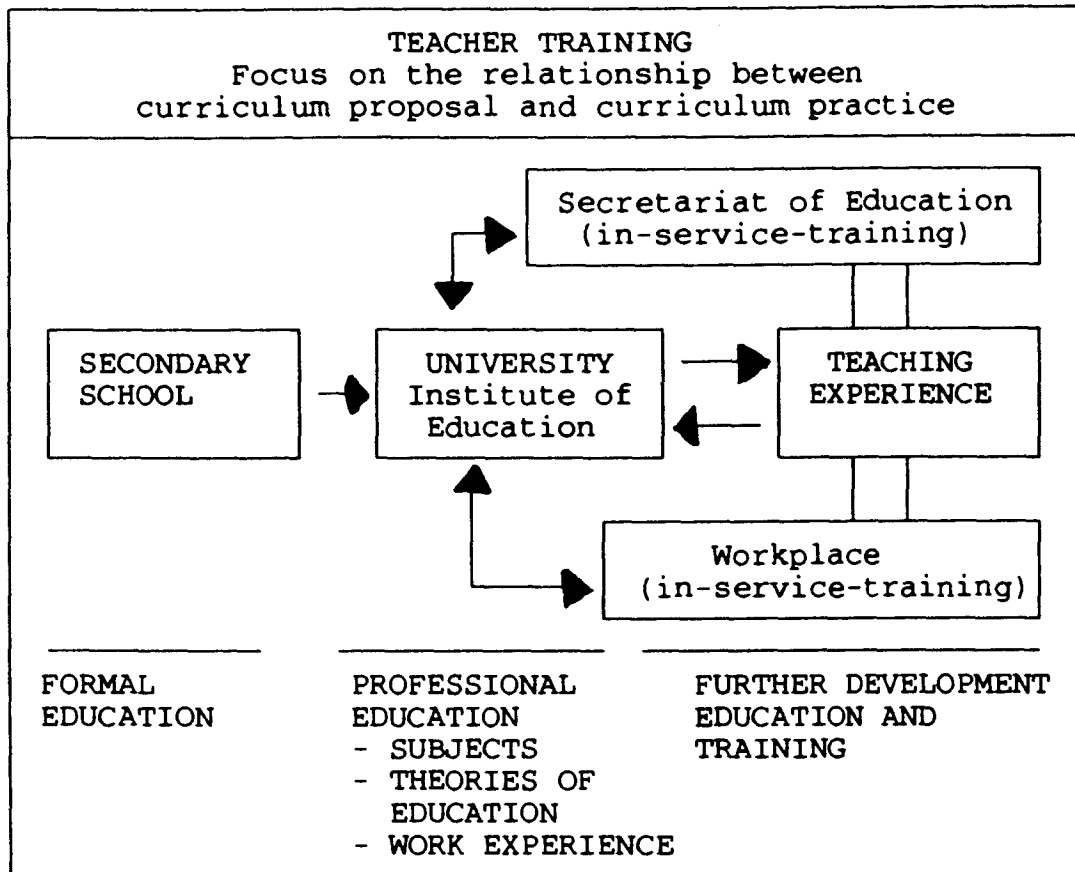 TEACHER TRAINING
Focus on the relationship between
curriculum proposal and curriculum practice
Secretariat of Education
(in-service-training)
SECONDARY
SCHOOL
UNIVERSITY
Institute of
Education
TEACHING
EXPERIENCE
Workplace
(in-service-training)
FORMAL
EDUCATION
PROFESSIONAL
EDUCATION
- SUBJECTS
- THEORIES OF
EDUCATION
- WORK EXPERIENCE
FURTHER DEVELOPMENT
EDUCATION AND
TRAINING